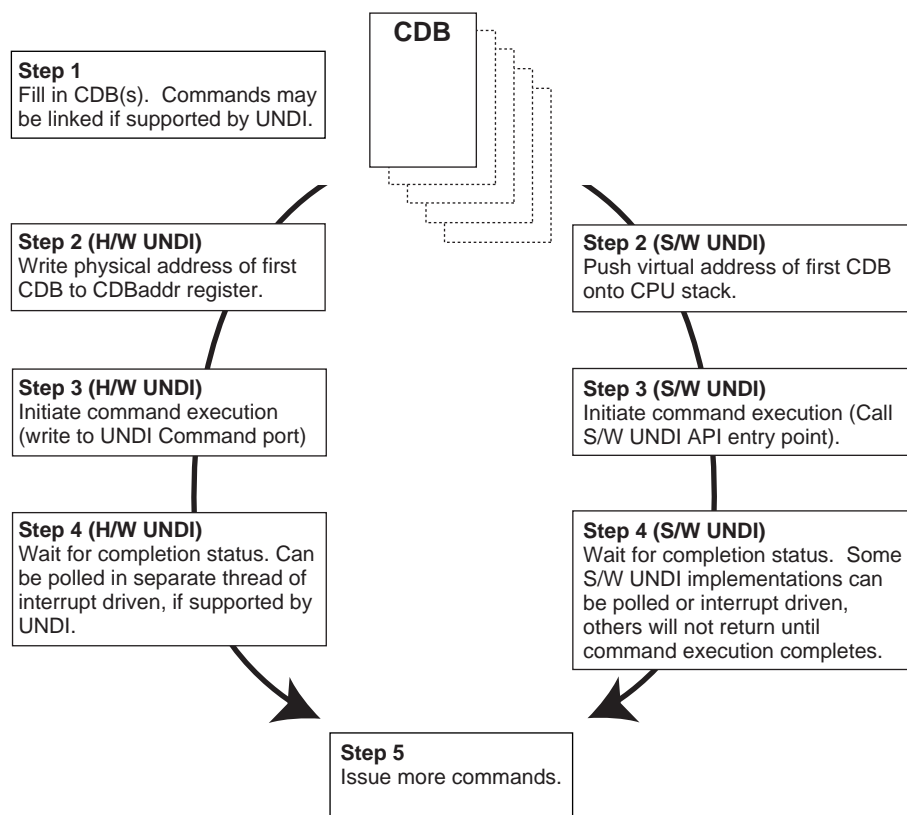 CDB
Step 1
Fill in CDB(s).  Commands may
be linked if supported by UNDI.
Step 2 (H/W UNDI)
Write physical address of first
CDB to CDBaddr register.
Step 2 (S/W UNDI)
Push virtual address of first CDB
onto CPU stack.
Step 3 (H/W UNDI)
Initiate command execution
(write to UNDI Command port)
Step 3 (S/W UNDI)
Initiate command execution (Call
S/W UNDI API entry point).
Step 4 (H/W UNDI)
Wait for completion status. Can
be polled in separate thread of
interrupt driven, if supported by
UNDI.
Step 4 (S/W UNDI)
Wait for completion status.  Some
S/W UNDI implementations can
be polled or interrupt driven,
others will not return until
command execution completes.
Step 5
Issue more commands.